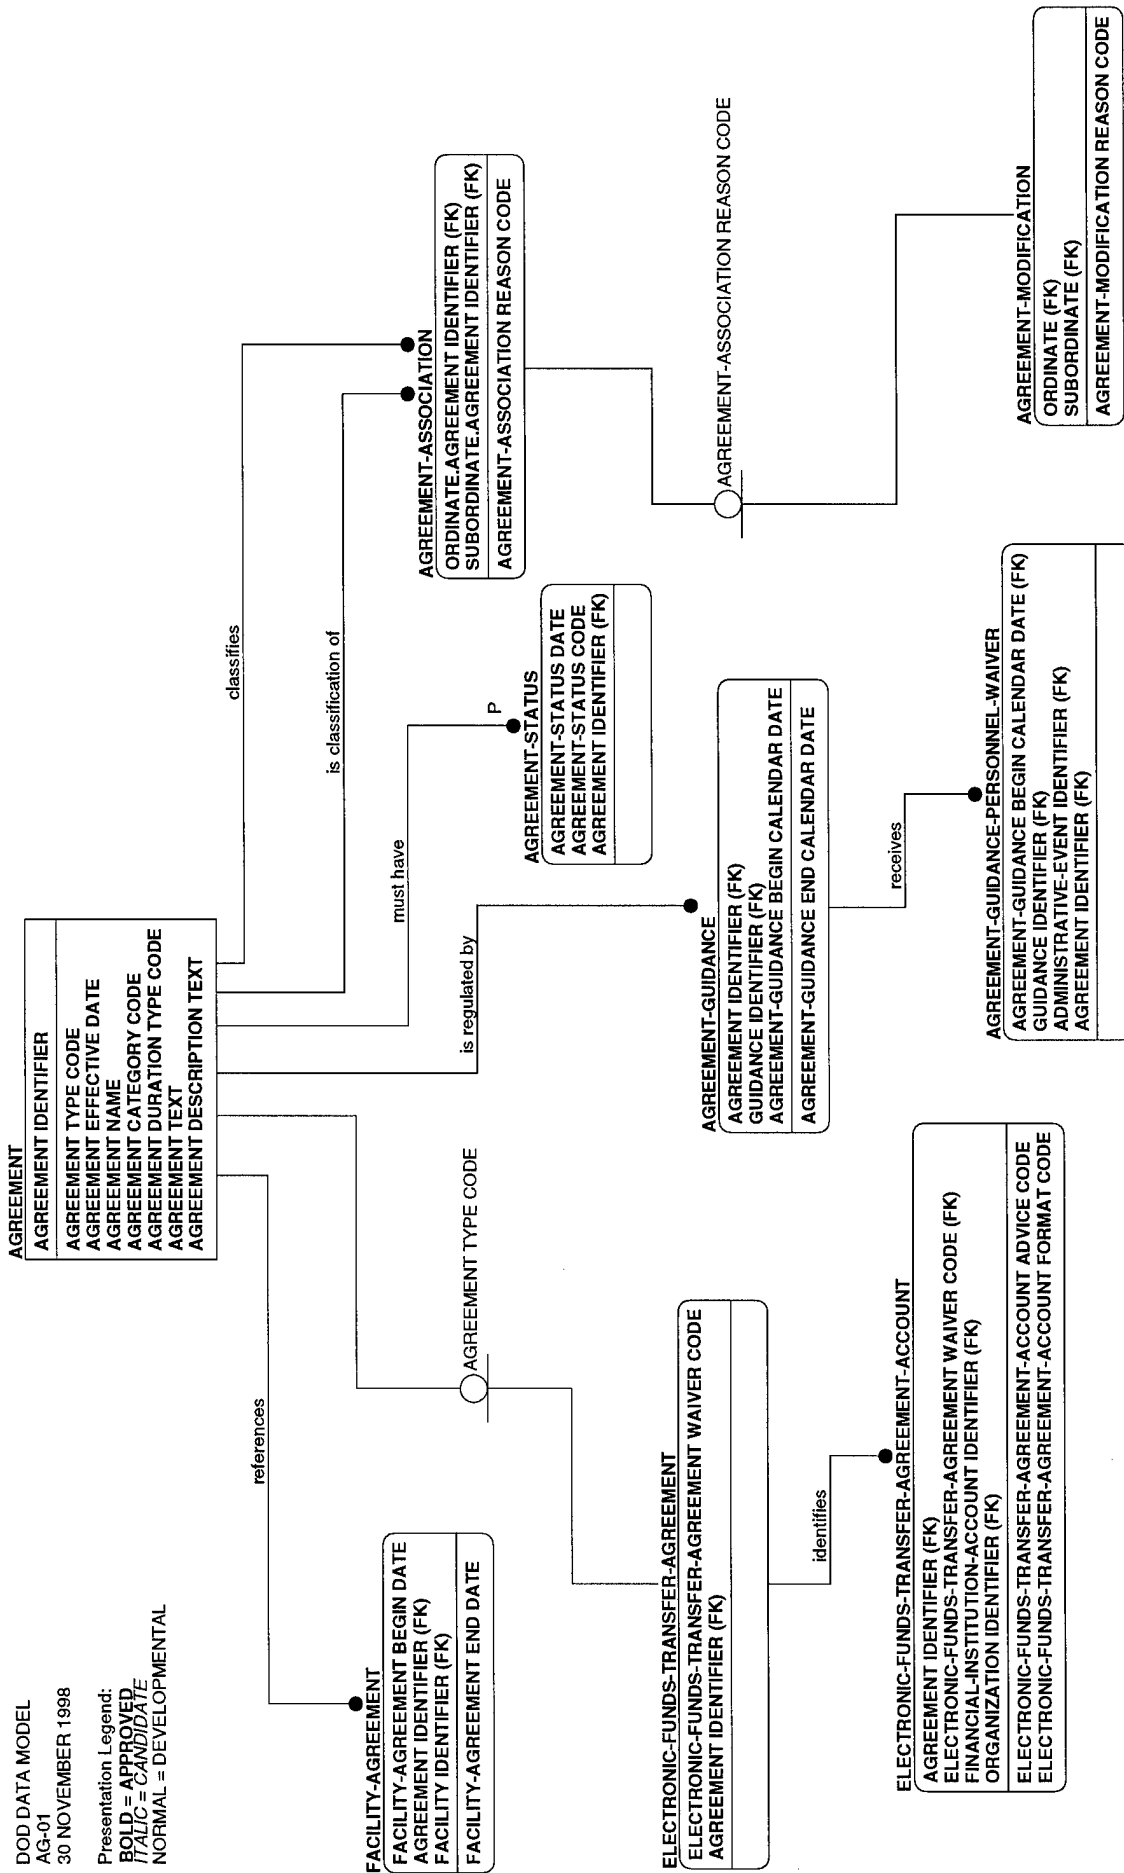 DOD DATA MODEL
AG-01
30 NOVEMBER 1998
Presentation Legend:
BOLD = APPROVED
ITALIC = CANDIDATE
NORMAL = DEVELOPMENTAL
AGREEMENT
AGREEMENT IDENTIFIER
AGREEMENT TYPE CODE
AGREEMENT EFFECTIVE DATE
AGREEMENT NAME
AGREEMENT CATEGORY CODE
AGREEMENT DURATION TYPE CODE
AGREEMENT TEXT
AGREEMENT DESCRIPTION TEXT
references
AGREEMENT TYPE CODE
is regulated by
must have
P
is classification of
classifies
FACILITY-AGREEMENT
FACILITY-AGREEMENT BEGIN DATE
AGREEMENT IDENTIFIER (FK)
FACILITY IDENTIFIER (FK)
FACILITY-AGREEMENT END DATE
AGREEMENT-STATUS
AGREEMENT-STATUS DATE
AGREEMENT-STATUS CODE
AGREEMENT IDENTIFIER (FK)
AGREEMENT-ASSOCIATION
ORDINATE.AGREEMENT IDENTIFIER (FK)
SUBORDINATE.AGREEMENT IDENTIFIER (FK)
AGREEMENT-ASSOCIATION REASON CODE
AGREEMENT-ASSOCIATION REASON CODE
ELECTRONIC-FUNDS-TRANSFER-AGREEMENT
ELECTRONIC-FUNDS-TRANSFER-AGREEMENT WAIVER CODE
AGREEMENT IDENTIFIER (FK)
identifies
AGREEMENT-GUIDANCE
AGREEMENT IDENTIFIER (FK)
GUIDANCE IDENTIFIER (FK)
AGREEMENT-GUIDANCE BEGIN CALENDAR DATE
AGREEMENT-GUIDANCE END CALENDAR DATE
receives
ELECTRONIC-FUNDS-TRANSFER-AGREEMENT-ACCOUNT
AGREEMENT IDENTIFIER (FK)
ELECTRONIC-FUNDS-TRANSFER-AGREEMENT WAIVER CODE (FK)
FINANCIAL-INSTITUTION-ACCOUNT IDENTIFIER (FK)
ORGANIZATION IDENTIFIER (FK)
ELECTRONIC-FUNDS-TRANSFER-AGREEMENT-ACCOUNT ADVICE CODE
ELECTRONIC-FUNDS-TRANSFER-AGREEMENT-ACCOUNT FORMAT CODE
AGREEMENT-GUIDANCE-PERSONNEL-WAIVER
AGREEMENT-GUIDANCE BEGIN CALENDAR DATE (FK)
GUIDANCE IDENTIFIER (FK)
ADMINISTRATIVE-EVENT IDENTIFIER (FK)
AGREEMENT IDENTIFIER (FK)
AGREEMENT-MODIFICATION
ORDINATE (FK)
SUBORDINATE (FK)
AGREEMENT-MODIFICATION REASON CODE